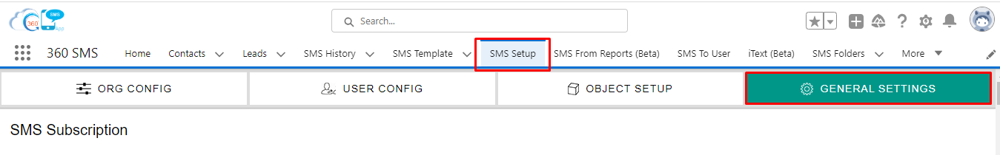 SMS
360
App
Search...
360 SMS
Home
Contacts
Leads
SMS History
SMS Template
SMS Setup
SMS From Reports (Beta)
SMS To User
iText (Beta)
SMS Folders
More
ORG CONFIG
USER CONFIG
OBJECT SETUP
GENERAL SETTINGS
SMS Subscription